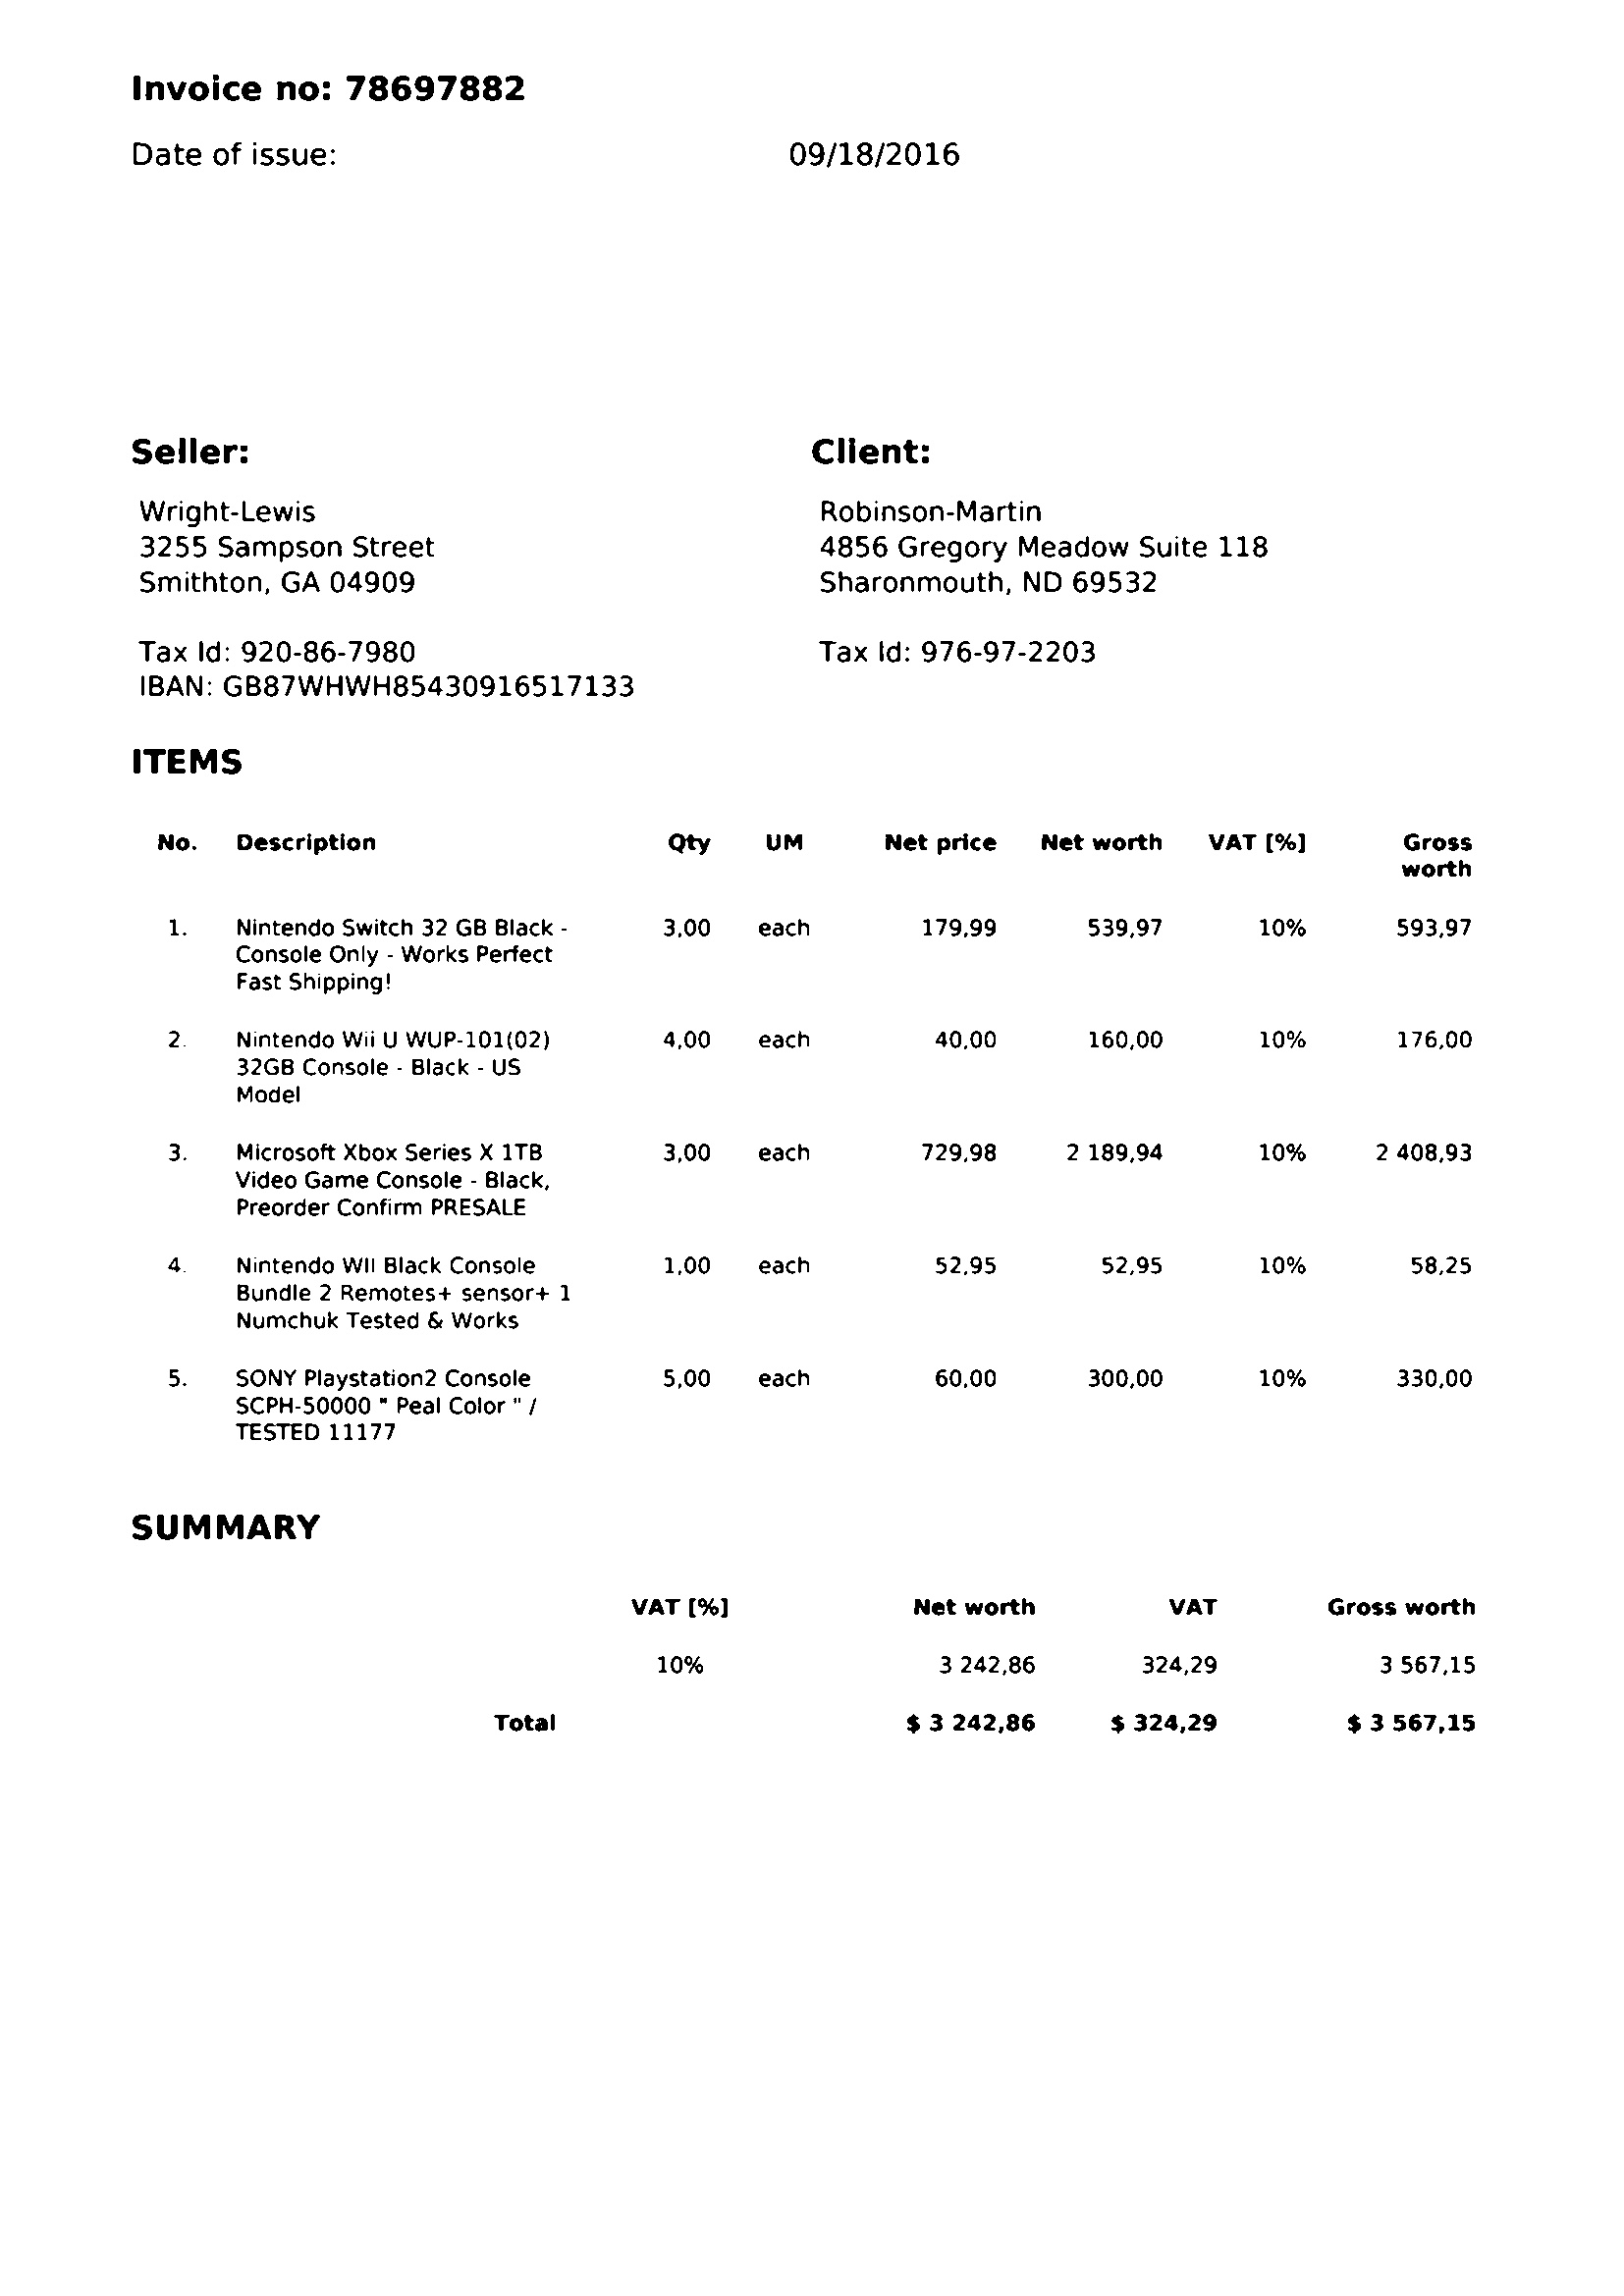 Invoice no: 78697882
Date of issue: 09/18/2016
Seller:
Wright-Lewis
3255 Sampson Street
Smithton, GA 04909
Tax Id: 920-86-7980
IBAN: GB87WHWH85430916517133
Client:
Robinson-Martin
4856 Gregory Meadow Suite 118
Sharonmouth, ND 69532
Tax Id: 976-97-2203
ITEMS
No. Description Qty UM Net price Net worth VAT [%] Gross
worth
1. Nintendo Switch 32 GB Black - 3,00 each 179,99 539,97 10% 593,97
Console Only - Works Perfect
Fast Shipping!
2. Nintendo Wii U WUP-101(02) 4,00 each 40,00 160,00 10% 176,00
32GB Console - Black - US
Model
3. Microsoft Xbox Series X 1TB 3,00 each 729,98 2 189,94 10% 2 408,93
Video Game Console - Black,
Preorder Confirm PRESALE
4. Nintendo WII Black Console 1,00 each 52,95 52,95 10% 58,25
Bundle 2 Remotes+ sensor+ 1
Numchuk Tested & Works
5. SONY Playstation2 Console 5,00 each 60,00 300,00 10% 330,00
SCPH-50000 " Peal Color " /
TESTED 11177
SUMMARY
VAT [%] Net worth VAT Gross worth
10% 3 242,86 324,29 3 567,15
Total $ 3 242,86 $ 324,29 $ 3 567,15